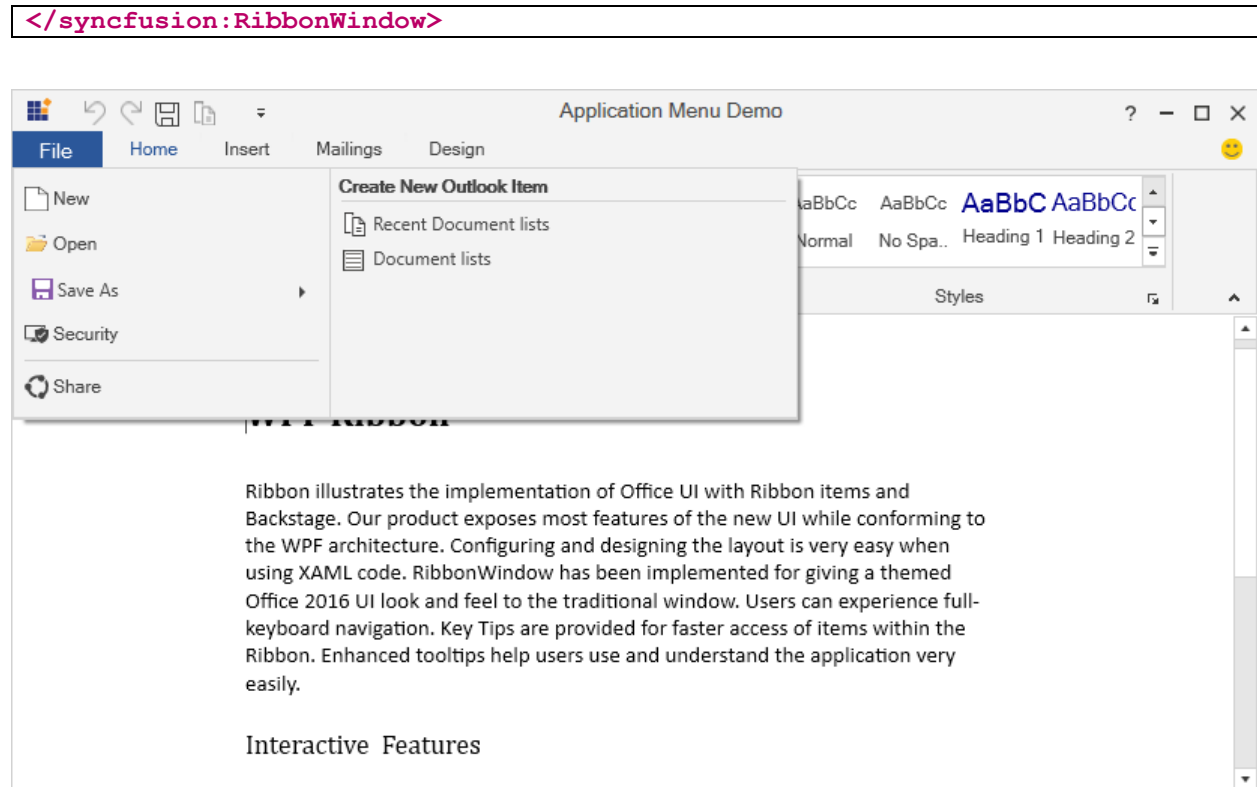 </syncfusion:RibbonWindow>
Application Menu Demo
?
File Home Insert Mailings Design
New
Open
Save As
Security
Share
Create New Outlook Item
Recent Document lists
Document lists
AaBbCc AaBbC AaBbCc
No Spa.. Heading 1 Heading 2
Styles
WPF Ribbon
Ribbon illustrates the implementation of Office UI with Ribbon items and
Backstage. Our product exposes most features of the new UI while conforming to
the WPF architecture. Configuring and designing the layout is very easy when
using XAML code. RibbonWindow has been implemented for giving a themed
Office 2016 UI look and feel to the traditional window. Users can experience full-
keyboard navigation. Key Tips are provided for faster access of items within the
Ribbon. Enhanced tooltips help users use and understand the application very
easily.
Interactive Features